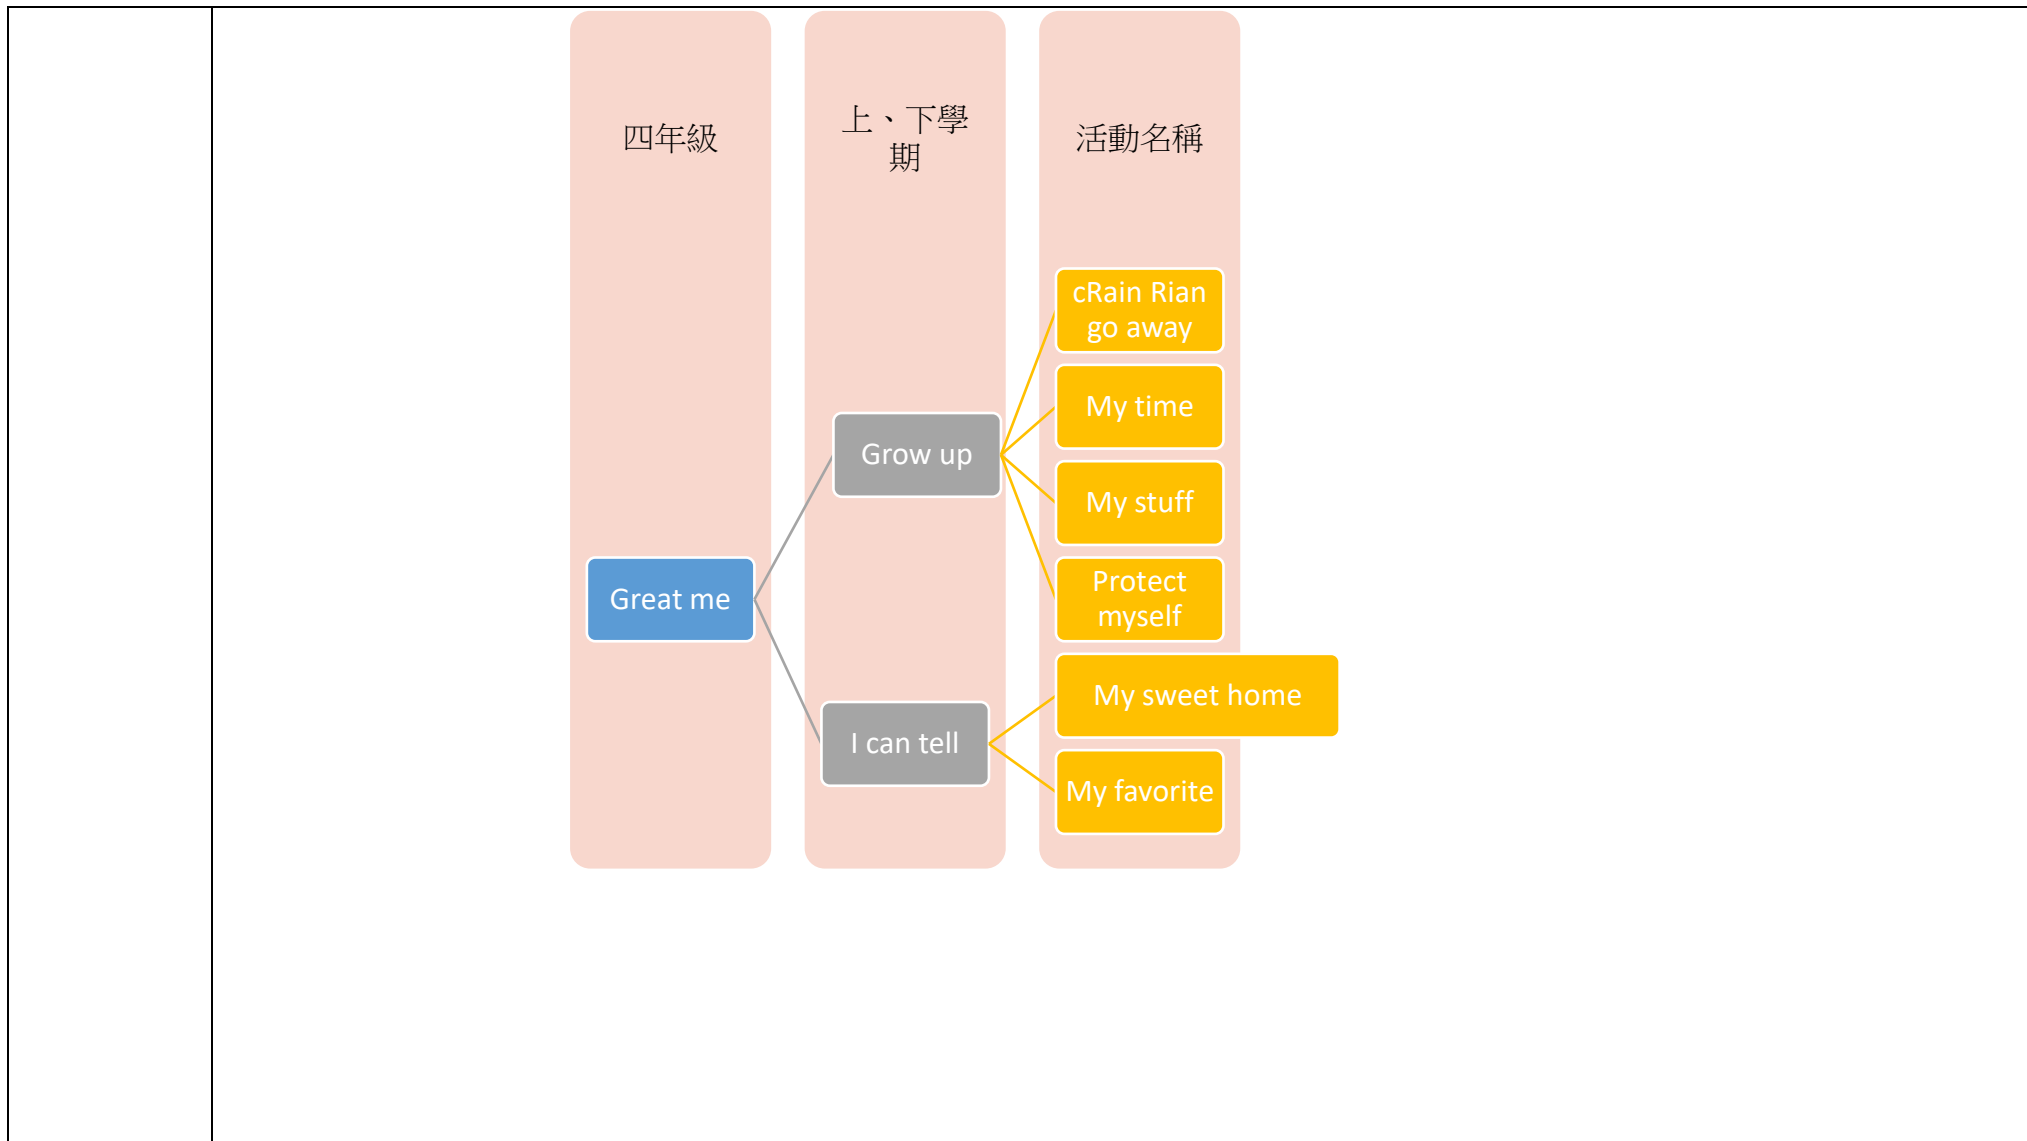 四年級
上、下學
期
活動名稱
cRain Rian
go away
My time
Grow up
My stuff
Great me
Protect
myself
My sweet home
I can tell
My favorite